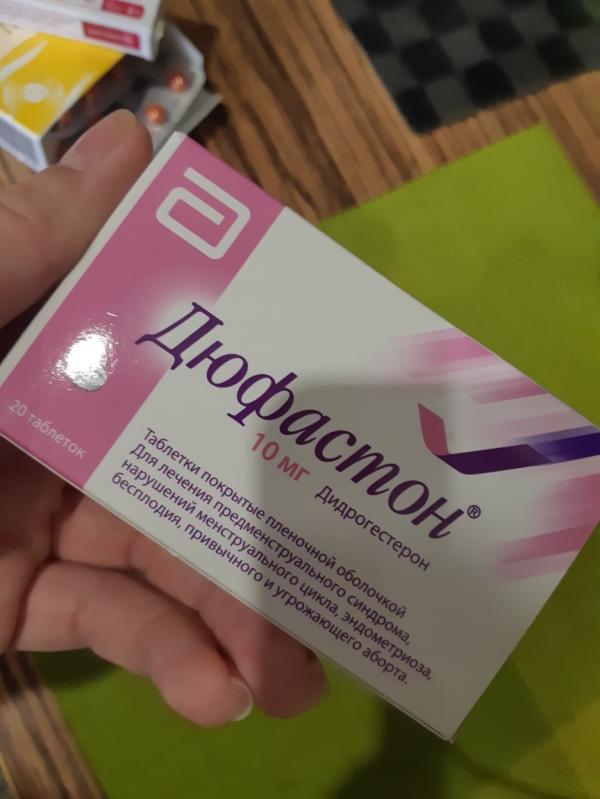 Дюфастон®
10 мг
Дидрогестерон
Таблетки покрытые пленочной оболочкой
Для лечения предменструального синдрома,
нарушений менструального цикла, эндометриоза,
бесплодия, привычного и угрожающего аборта.
20 таблеток